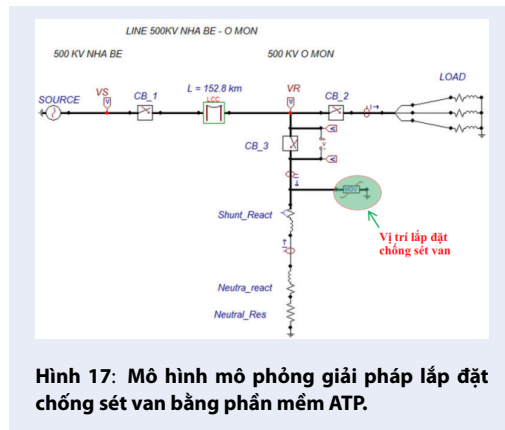 LINE 500KV NHA BE - O MON
500 KV NHA BE
500 KV O MON
SOURCE
VS
CB_1
L = 152.8 km
LCC
VR
CB_2
LOAD
V
V
I
CB_3
V
V
I
MOV
Shunt_React
Vị trí lắp đặt
chống sét van
I
Neutra_react
Neutral_Res
Hình 17: Mô hình mô phỏng giải pháp lắp đặt
chống sét van bằng phần mềm ATP.